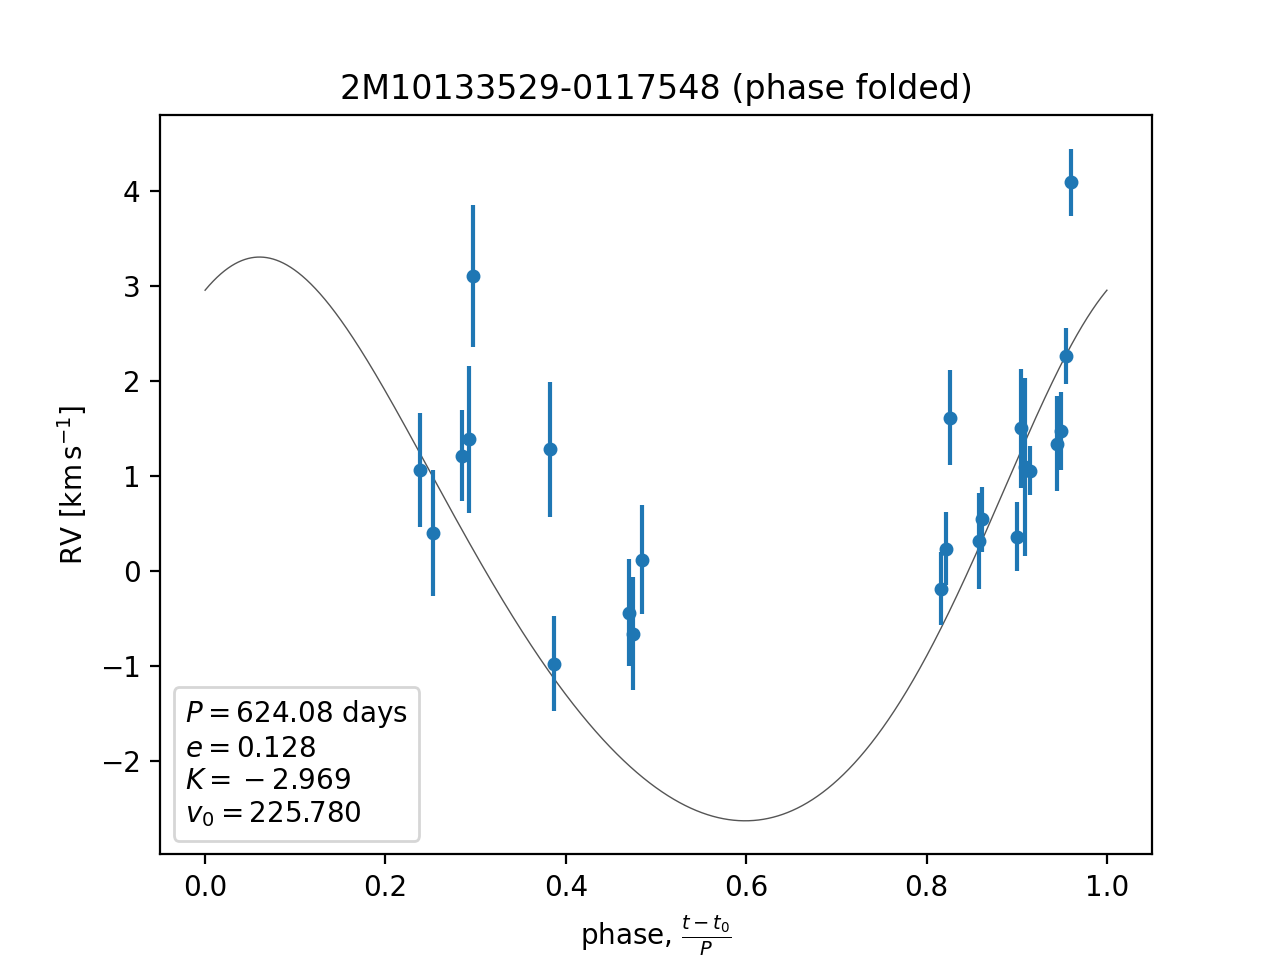 2M10133529-0117548 (phase folded)
RV [km s⁻¹]
4
3
2
1
0
−1
−2
P = 624.08 days
e = 0.128
K = −2.969
v₀ = 225.780
0.0 0.2 0.4 0.6 0.8 1.0
phase, (t − t₀)/P